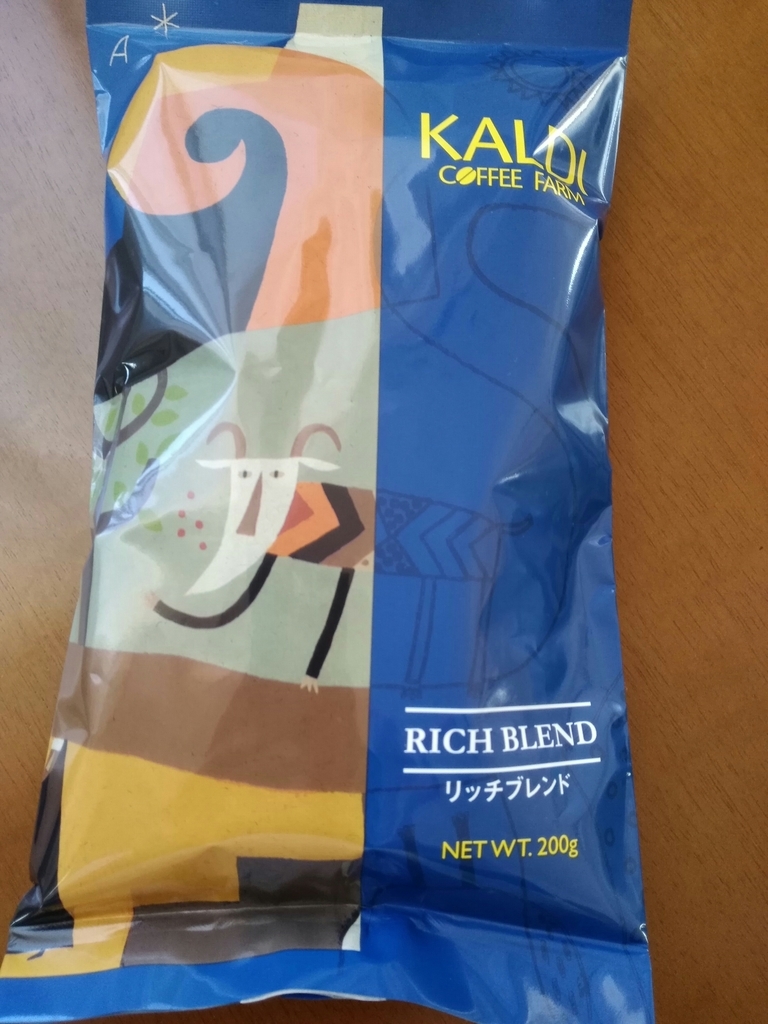 A *
KALDI
COFFEE FARM
RICH BLEND
リッチブレンド
NET WT. 200g